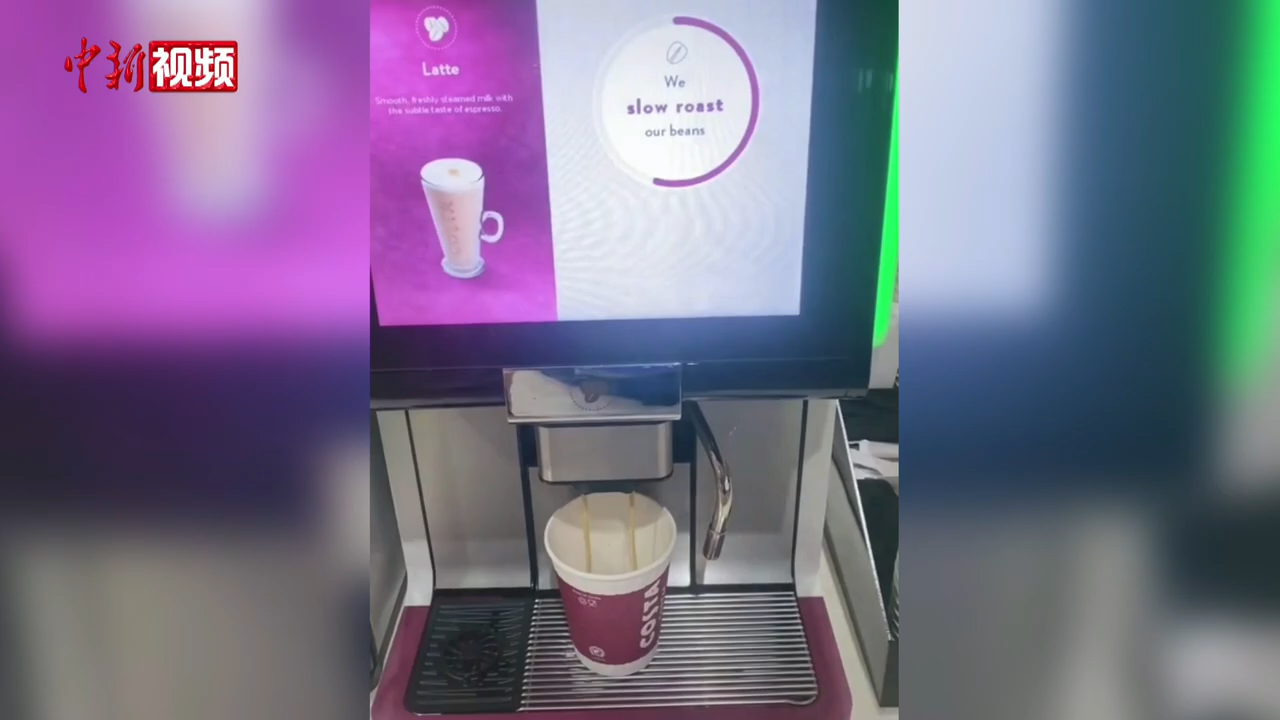 中新视频
Latte
Smooth, freshly steamed milk with
the subtle taste of espresso.
We
slow roast
our beans
COSTA
COSTA